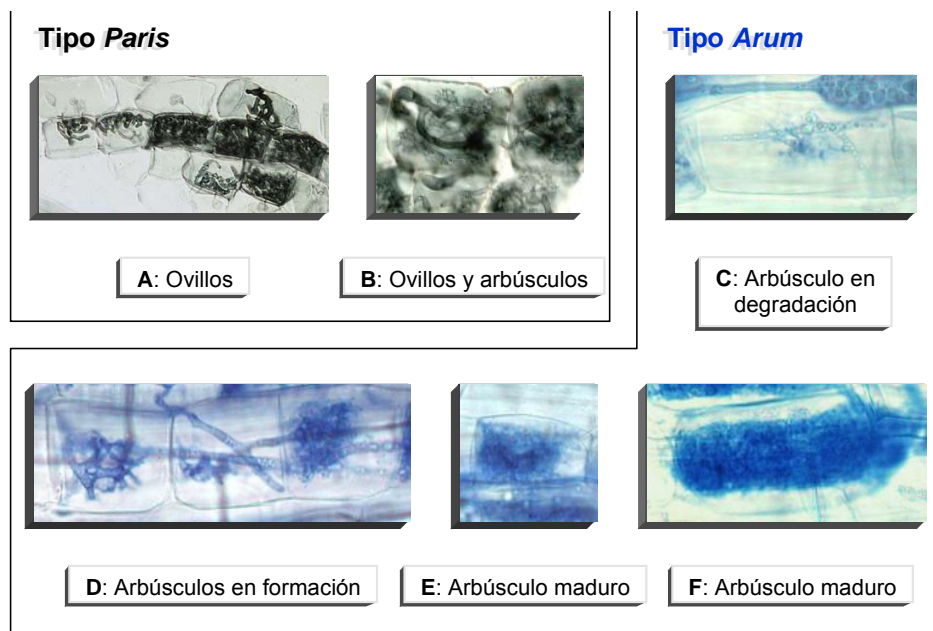 Tipo Paris
Tipo Arum
A: Ovillos
B: Ovillos y arbúsculos
C: Arbúsculo en
degradación
D: Arbúsculos en formación
E: Arbúsculo maduro
F: Arbúsculo maduro